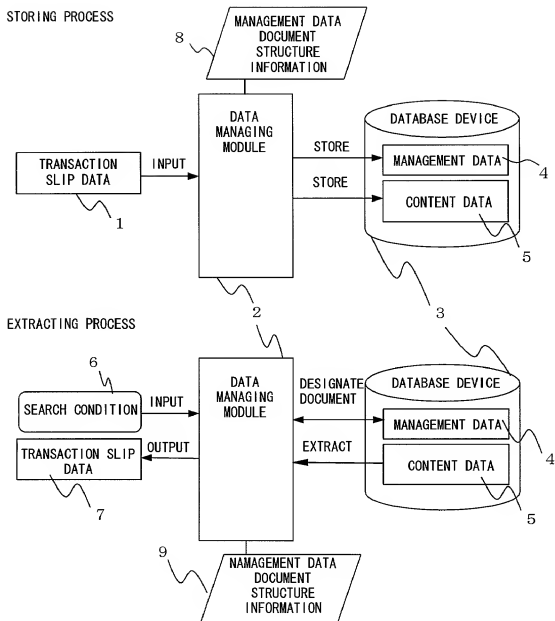 STORING PROCESS
8
MANAGEMENT DATA
DOCUMENT
STRUCTURE
INFORMATION
DATA
MANAGING
MODULE
DATABASE DEVICE
TRANSACTION
SLIP DATA
INPUT
STORE
MANAGEMENT DATA
4
STORE
CONTENT DATA
1
5
2
3
EXTRACTING PROCESS
6
SEARCH CONDITION
INPUT
DATA
MANAGING
MODULE
DESIGNATE
DOCUMENT
DATABASE DEVICE
MANAGEMENT DATA
TRANSACTION SLIP
DATA
OUTPUT
EXTRACT
CONTENT DATA
4
7
5
9
NAMAGEMENT DATA
DOCUMENT
STRUCTURE
INFORMATION